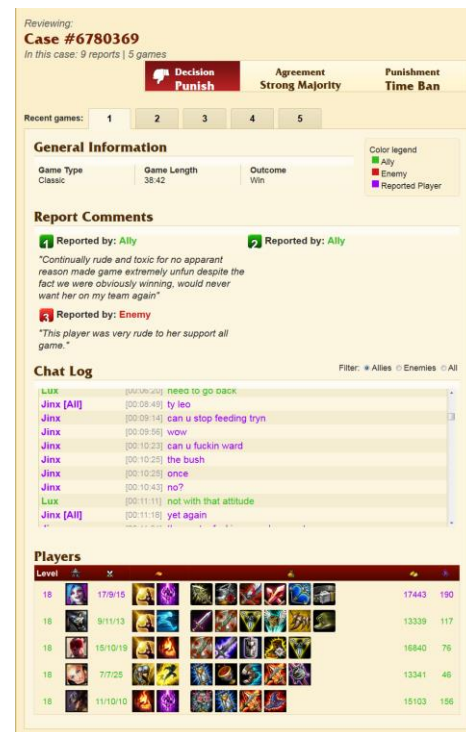 Reviewing:
Case #6780369
In this case: 9 reports | 5 games
Decision
Punish
Agreement
Strong Majority
Punishment
Time Ban
Recent games: 1 2 3 4 5
General Information
Game Type
Classic
Game Length
38:42
Outcome
Win
Color legend
Ally
Enemy
Reported Player
Report Comments
1 Reported by: Ally
"Continually rude and toxic for no apparant
reason made game extremely unfun despite the
fact we were obviously winning, would never
want her on my team again"
2 Reported by: Ally
3 Reported by: Enemy
"This player was very rude to her support all
game."
Chat Log
Filter: Allies Enemies All
Lux [00:06:20] need to go back
Jinx [All] [00:08:49] ty leo
Jinx [00:09:14] can u stop feeding tryn
Jinx [00:09:56] wow
Jinx [00:10:23] can u fuckin ward
Jinx [00:10:25] the bush
Jinx [00:10:28] once
Jinx [00:10:43] no?
Lux [00:11:11] not with that attitude
Jinx [All] [00:11:18] yet again
Players
Level
18 17/9/15 17443 190
18 9/11/13 13339 117
18 15/10/19 16840 76
18 7/7/25 13341 46
18 11/10/10 15103 156